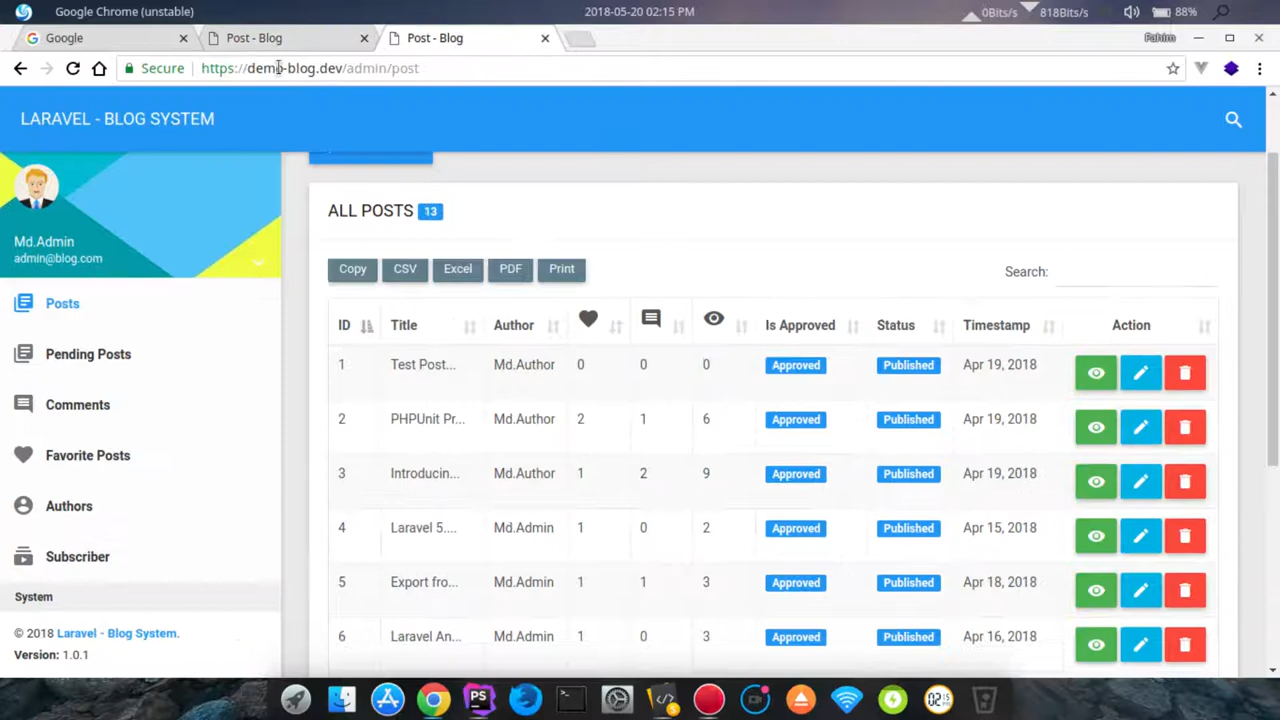 Google Chrome (unstable) 2018-05-20 02:15 PM 0Bits/s 818Bits/s 88%
Google Post - Blog Post - Blog Fahim
Secure https://demo-blog.dev/admin/post
LARAVEL - BLOG SYSTEM
Md.Admin
admin@blog.com
Posts
Pending Posts
Comments
Favorite Posts
Authors
Subscriber
System
© 2018 Laravel - Blog System.
Version: 1.0.1
ALL POSTS 13
Copy CSV Excel PDF Print Search:
ID Title Author Is Approved Status Timestamp Action
1 Test Post... Md.Author 0 0 0 Approved Published Apr 19, 2018
2 PHPUnit Pr... Md.Author 2 1 6 Approved Published Apr 19, 2018
3 Introducin... Md.Author 1 2 9 Approved Published Apr 19, 2018
4 Laravel 5.... Md.Admin 1 0 2 Approved Published Apr 15, 2018
5 Export fro... Md.Admin 1 1 3 Approved Published Apr 18, 2018
6 Laravel An... Md.Admin 1 0 3 Approved Published Apr 16, 2018
PS
02:15